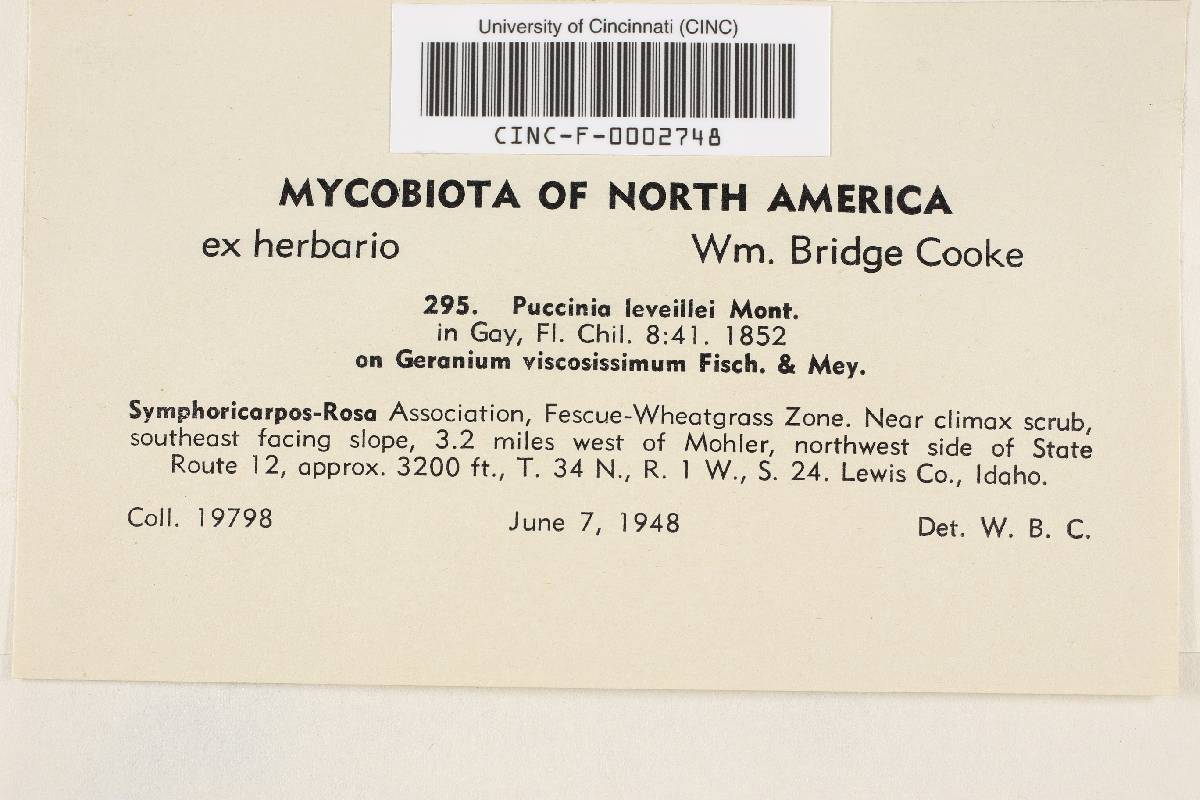 University of Cincinnati (CINC)
CINC-F-0002748
MYCOBIOTA OF NORTH AMERICA
ex herbario Wm. Bridge Cooke
295. Puccinia leveillei Mont.
in Gay, Fl. Chil. 8:41. 1852
on Geranium viscosissimum Fisch. & Mey.
Symphoricarpos-Rosa Association, Fescue-Wheatgrass Zone. Near climax scrub,
southeast facing slope, 3.2 miles west of Mohler, northwest side of State
Route 12, approx. 3200 ft., T. 34 N., R. 1 W., S. 24. Lewis Co., Idaho.
Coll. 19798 June 7, 1948 Det. W. B. C.